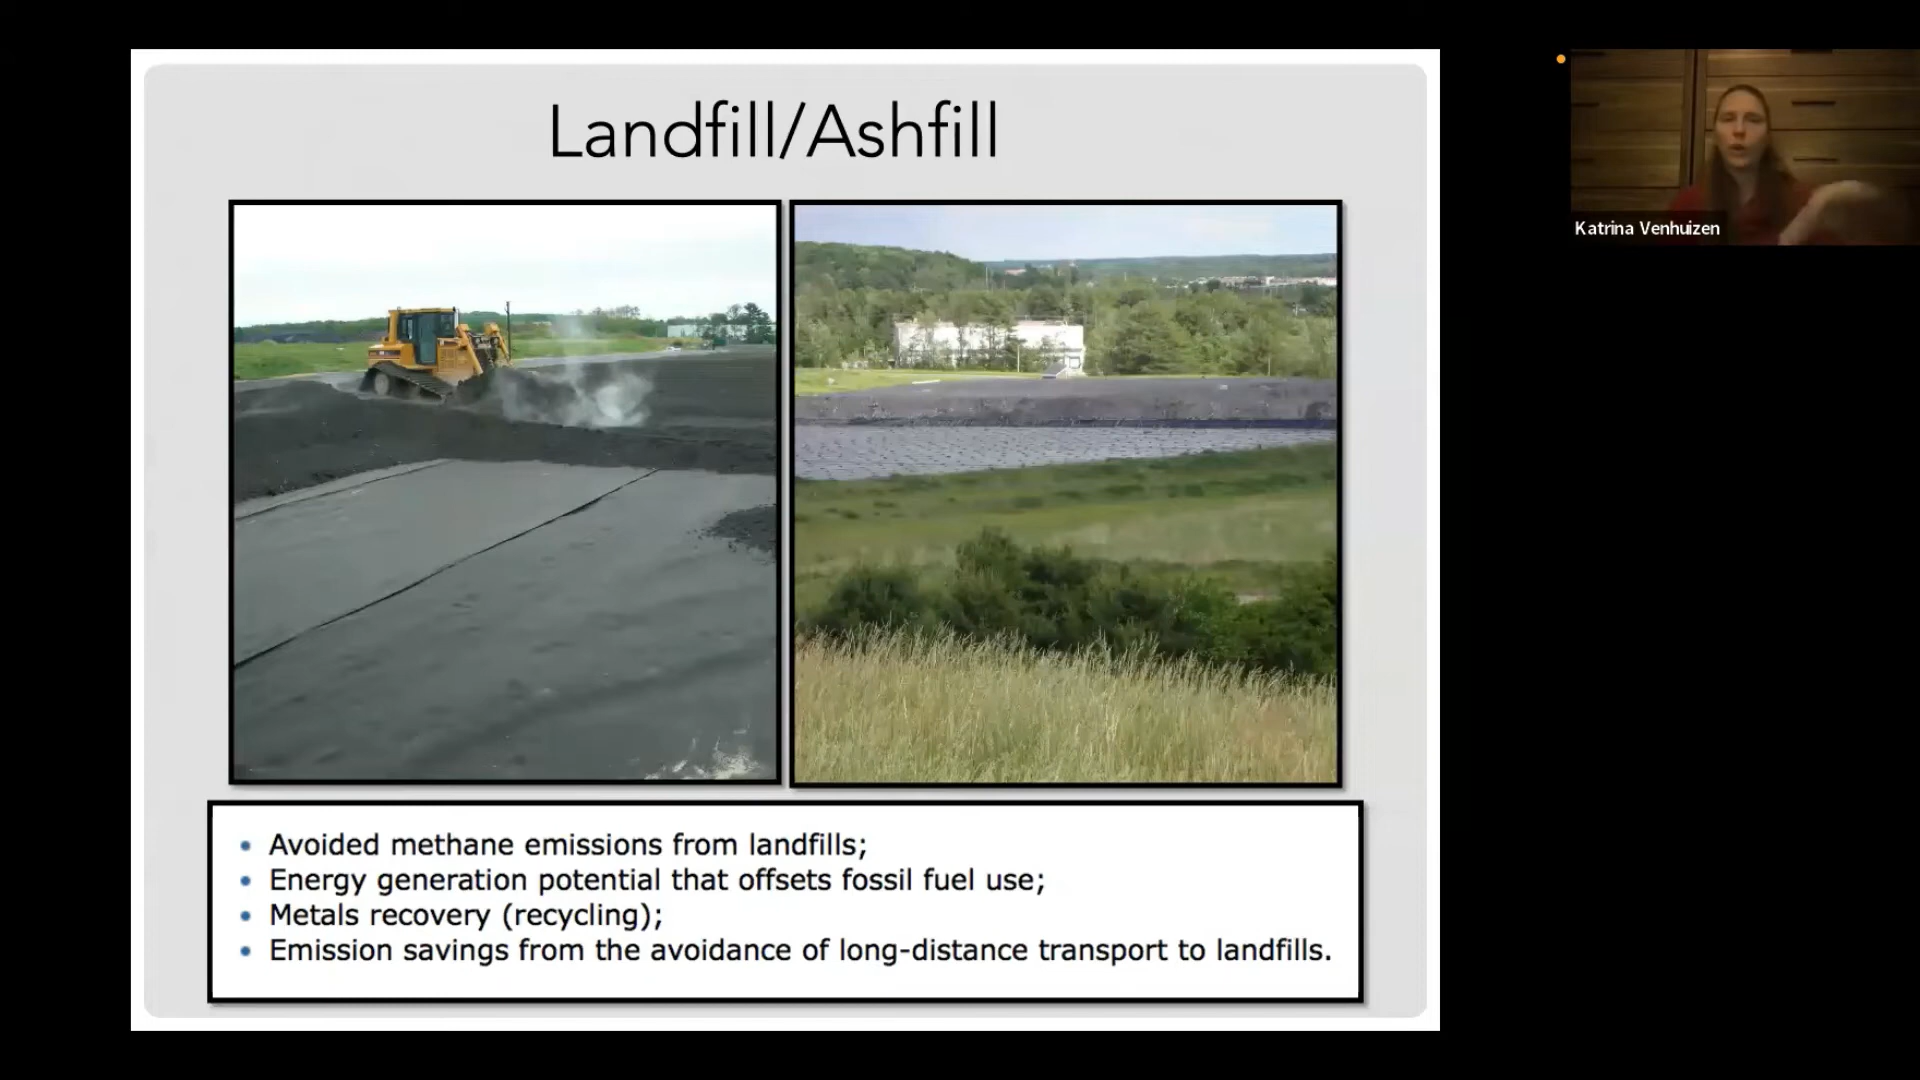 Landfill/Ashfill
Katrina Venhuizen
• Avoided methane emissions from landfills;
• Energy generation potential that offsets fossil fuel use;
• Metals recovery (recycling);
• Emission savings from the avoidance of long-distance transport to landfills.